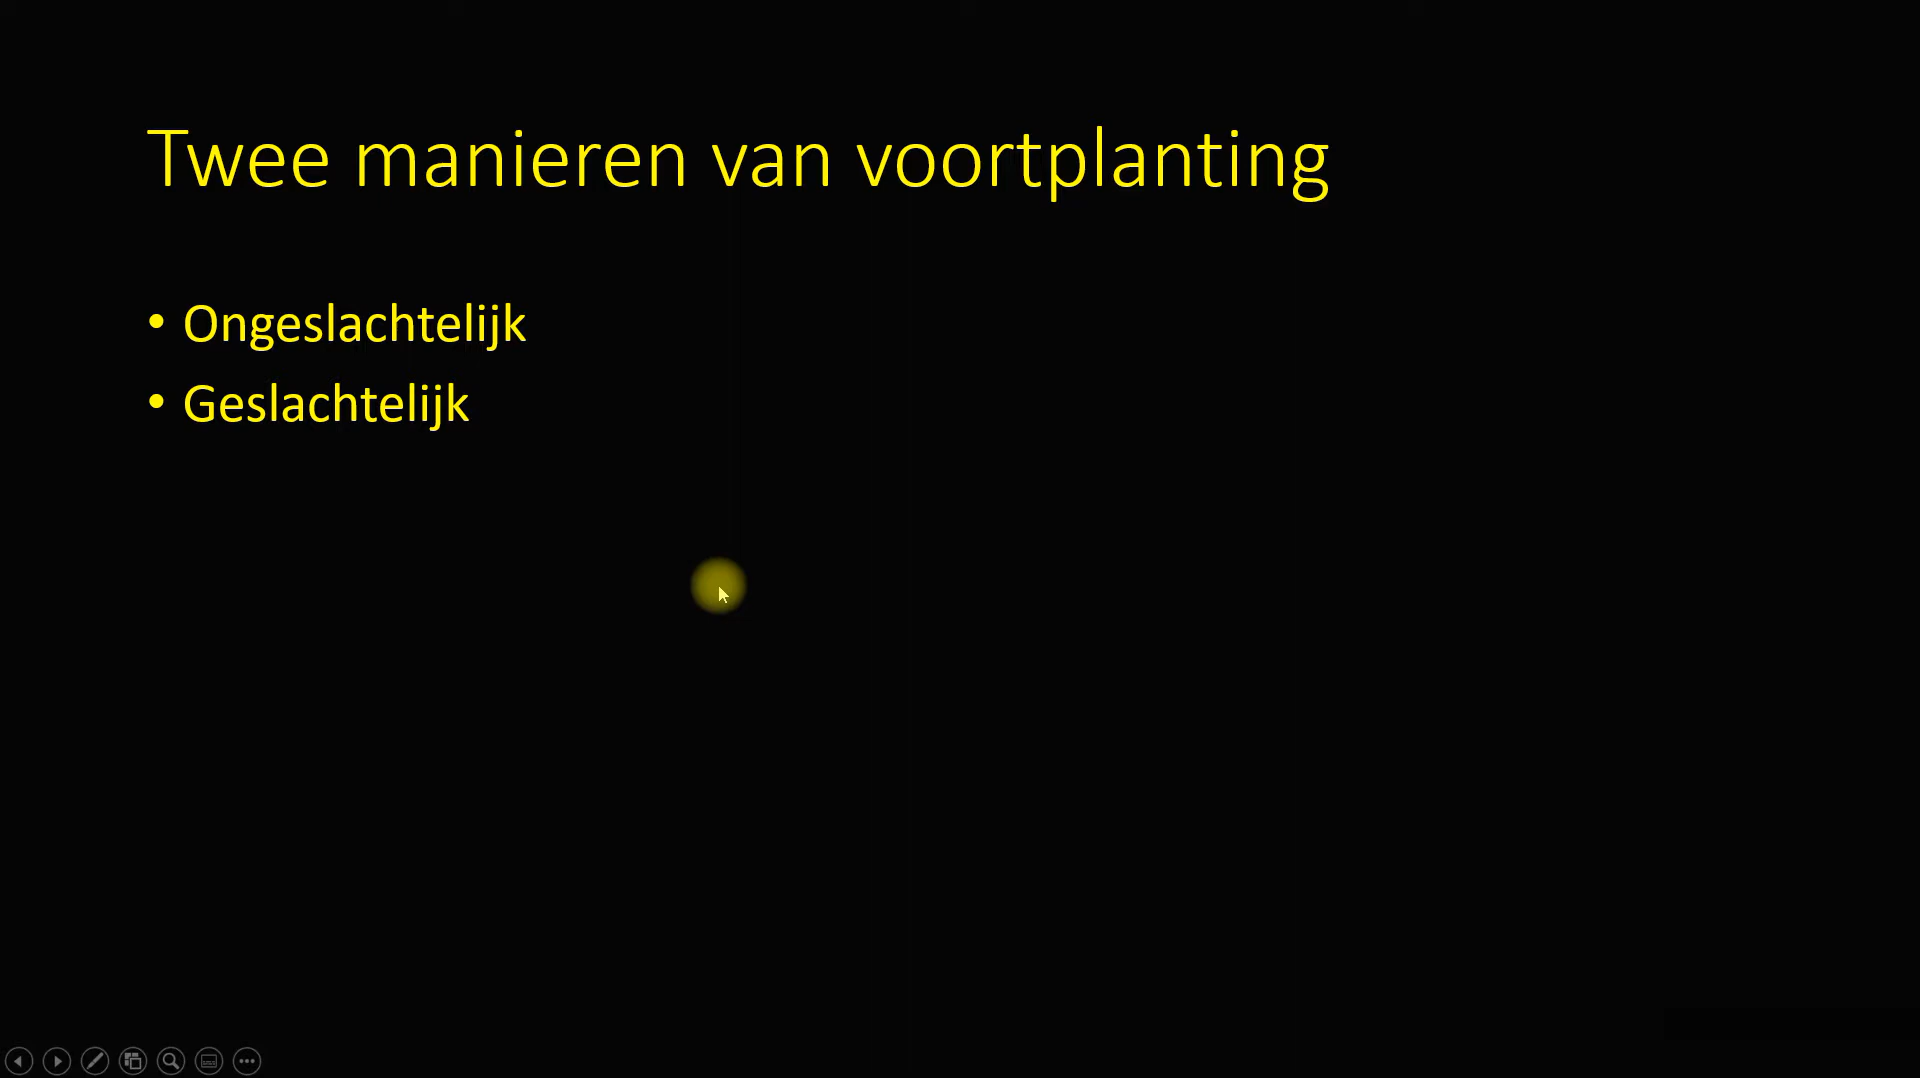 Twee manieren van voortplanting
• Ongeslachtelijk
• Geslachtelijk